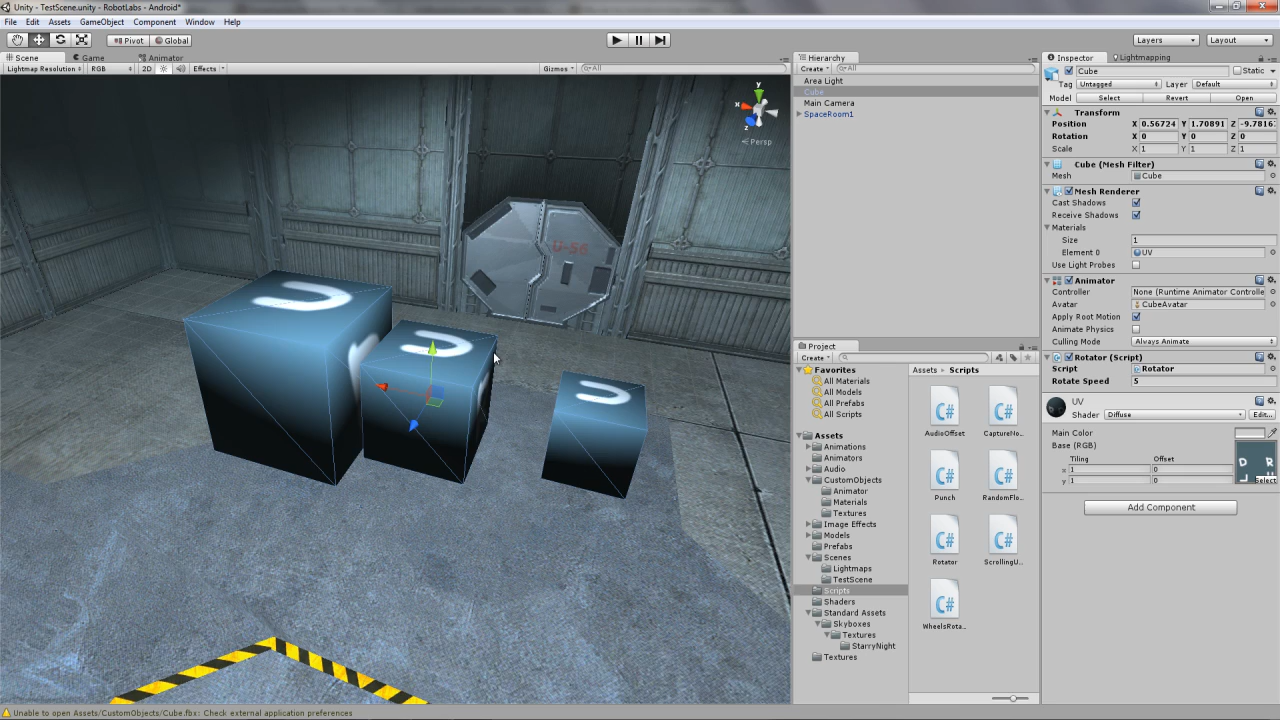 Unity - TestScene.unity - RobotLabs - Android*
File Edit Assets GameObject Component Window Help
Pivot Global
Layers Layout
Scene Game Animator
Lightmap Resolution RGB 2D Effects Gizmos All
y
x
z
Persp
U-56
U
U
U
Hierarchy
Create All
Area Light
Cube
Main Camera
SpaceRoom1
Project
Create
Favorites
All Materials
All Models
All Prefabs
All Scripts
Assets
Animations
Animators
Audio
CustomObjects
Animator
Materials
Textures
Image Effects
Models
Prefabs
Scenes
Lightmaps
TestScene
Scripts
Shaders
Standard Assets
Skyboxes
Textures
StarryNight
Textures
Assets Scripts
C# C#
AudioOffset CaptureNo...
C# C#
Punch RandomFlo...
C# C#
Rotator ScrollingU...
C#
WheelsRota...
Inspector Lightmapping
Cube Static
Tag Untagged Layer Default
Model Select Revert Open
Transform
Position X 0.56724 Y 1.70891 Z -9.7816
Rotation X 0 Y 0 Z 0
Scale X 1 Y 1 Z 1
Cube (Mesh Filter)
Mesh Cube
Mesh Renderer
Cast Shadows
Receive Shadows
Materials
Size 1
Element 0 UV
Use Light Probes
Animator
Controller None (Runtime Animator Controlle
Avatar CubeAvatar
Apply Root Motion
Animate Physics
Culling Mode Always Animate
Rotator (Script)
Script Rotator
Rotate Speed 5
UV
Shader Diffuse Edit...
Main Color
Base (RGB)
Tiling Offset
x 1 0
y 1 0
D R
Select
Add Component
Unable to open Assets/CustomObjects/Cube.fbx: Check external application preferences